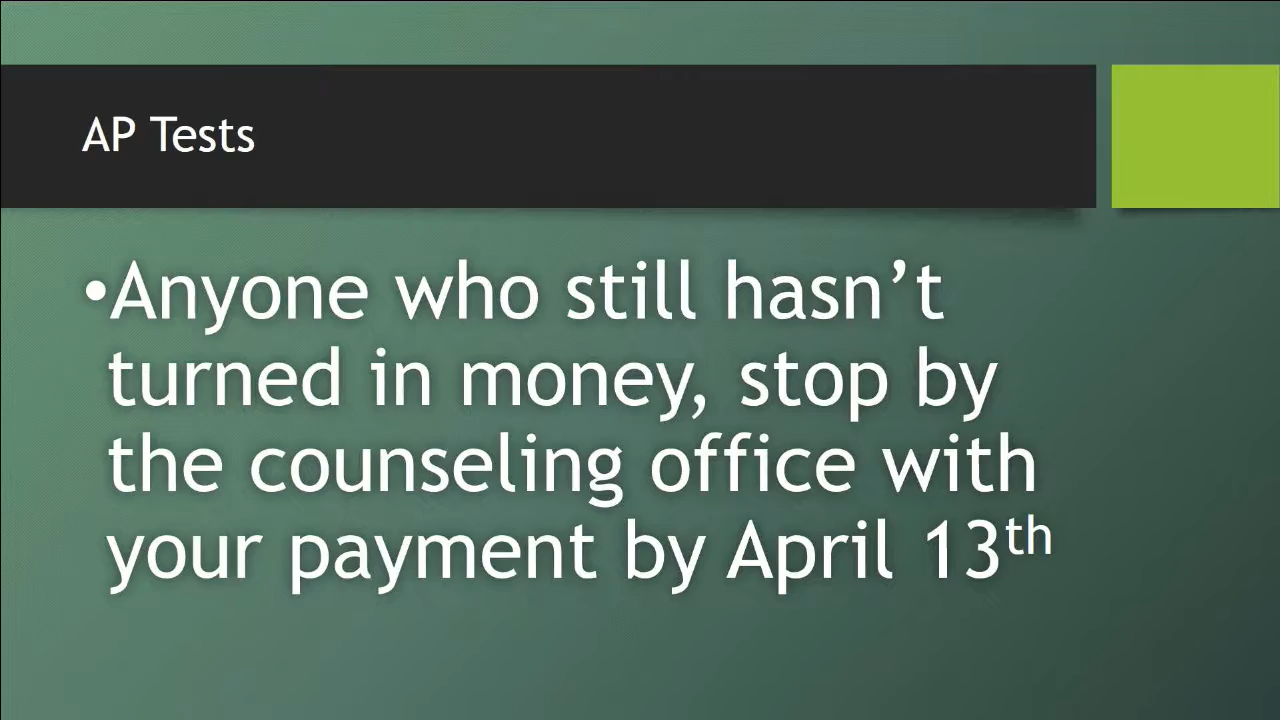 AP Tests
•Anyone who still hasn’t
turned in money, stop by
the counseling office with
your payment by April 13th